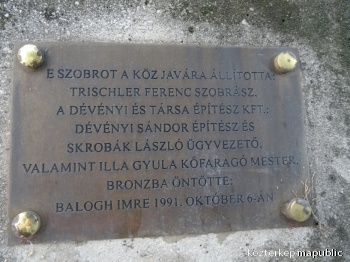 E SZOBROT A KÖZ JAVÁRA ÁLLÍTOTTA:
TRISCHLER FERENC SZOBRÁSZ,
A DÉVÉNYI ÉS TÁRSA ÉPÍTÉSZ KFT.:
DÉVÉNYI SÁNDOR ÉPÍTÉSZ ÉS
SKROBÁK LÁSZLÓ ÜGYVEZETŐ,
VALAMINT ILLA GYULA KŐFARAGÓ MESTER.
BRONZBA ÖNTÖTTE:
BALOGH IMRE 1991. OKTÓBER 6-ÁN
közterkep.mapublic